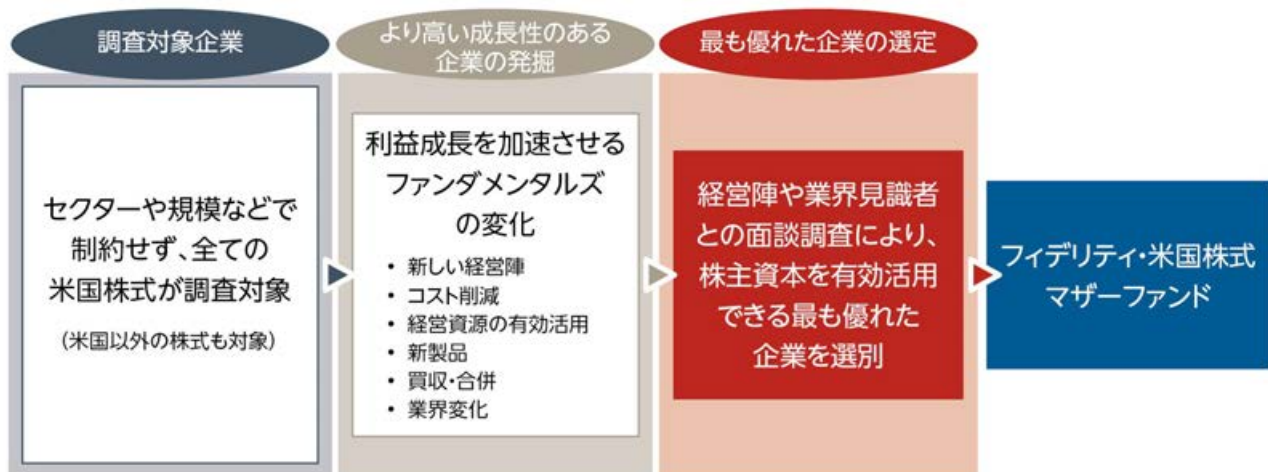 調査対象企業
セクターや規模などで
制約せず、全ての
米国株式が調査対象
(米国以外の株式も対象)
より高い成長性のある
企業の発掘
利益成長を加速させる
ファンダメンタルズ
の変化
• 新しい経営陣
• コスト削減
• 経営資源の有効活用
• 新製品
• 買収・合併
• 業界変化
最も優れた企業の選定
経営陣や業界見識者
との面談調査により、
株主資本を有効活用
できる最も優れた
企業を選別
フィデリティ・米国株式
マザーファンド